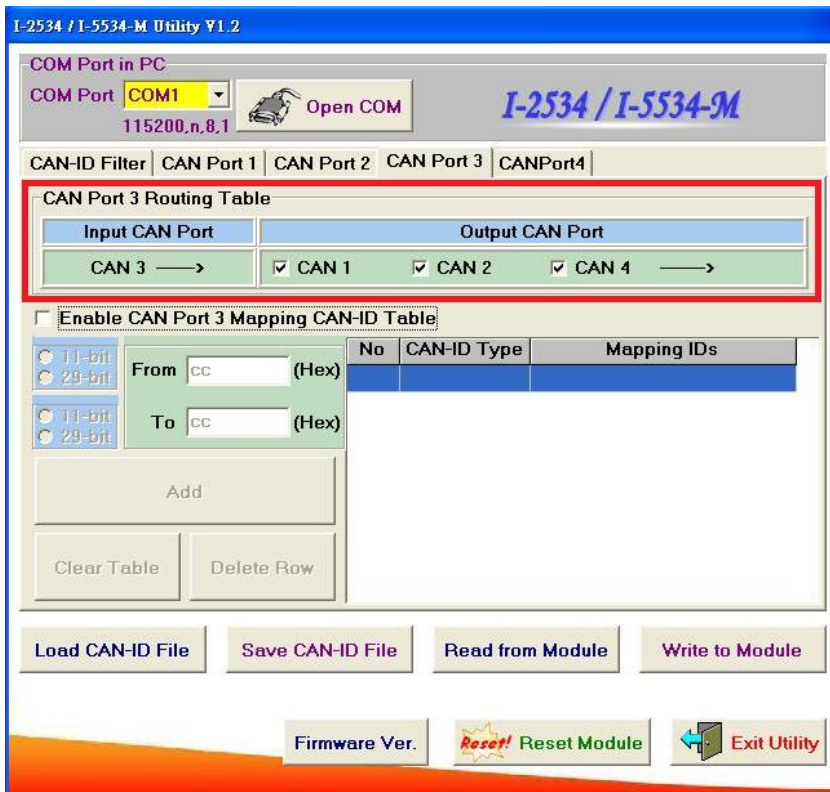 I-2534 / I-5534-M Utility V1.2
COM Port in PC
COM Port COM1 Open COM I-2534 / I-5534-M
115200,n,8,1
CAN-ID Filter CAN Port 1 CAN Port 2 CAN Port 3 CANPort4
CAN Port 3 Routing Table
Input CAN Port Output CAN Port
CAN 3 CAN 1 CAN 2 CAN 4
Enable CAN Port 3 Mapping CAN-ID Table
No CAN-ID Type Mapping IDs
11-bit
29-bit
From cc (Hex)
11-bit
29-bit
To cc (Hex)
Add
Clear Table Delete Row
Load CAN-ID File Save CAN-ID File Read from Module Write to Module
Firmware Ver. Reset! Reset Module Exit Utility